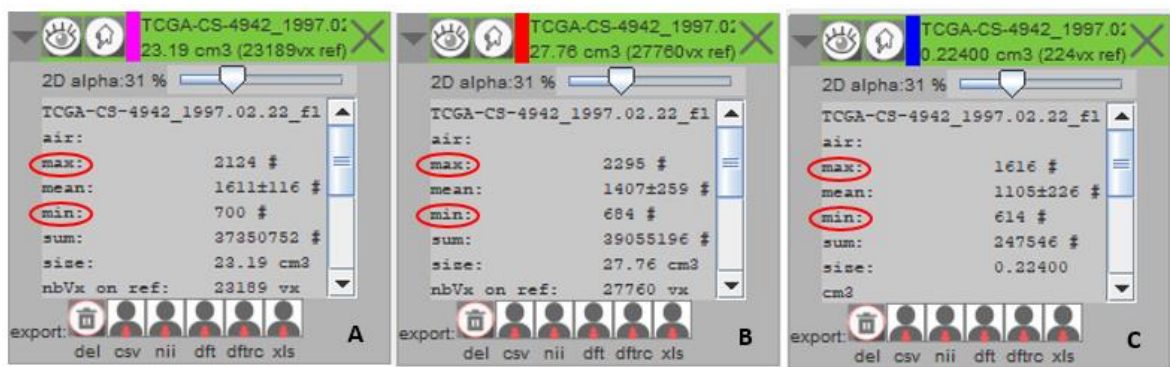 TCGA-CS-4942_1997.02
23.19 cm3 (23189vx ref)
2D alpha:31 %
TCGA-CS-4942_1997.02.22_fl
air:
max: 2124 #
mean: 1611±116 #
min: 700 #
sum: 37350752 #
size: 23.19 cm3
nbVx on ref: 23189 vx
export:
del csv nii dft dftrc xls
A
TCGA-CS-4942_1997.02
27.76 cm3 (27760vx ref)
2D alpha:31 %
TCGA-CS-4942_1997.02.22_fl
air:
max: 2295 #
mean: 1407±259 #
min: 684 #
sum: 39055196 #
size: 27.76 cm3
nbVx on ref: 27760 vx
export:
del csv nii dft dftrc xls
B
TCGA-CS-4942_1997.02
0.22400 cm3 (224vx ref)
2D alpha:31 %
TCGA-CS-4942_1997.02.22_fl
air:
max: 1616 #
mean: 1105±226 #
min: 614 #
sum: 247546 #
size: 0.22400
cm3
export:
del csv nii dft dftrc xls
C